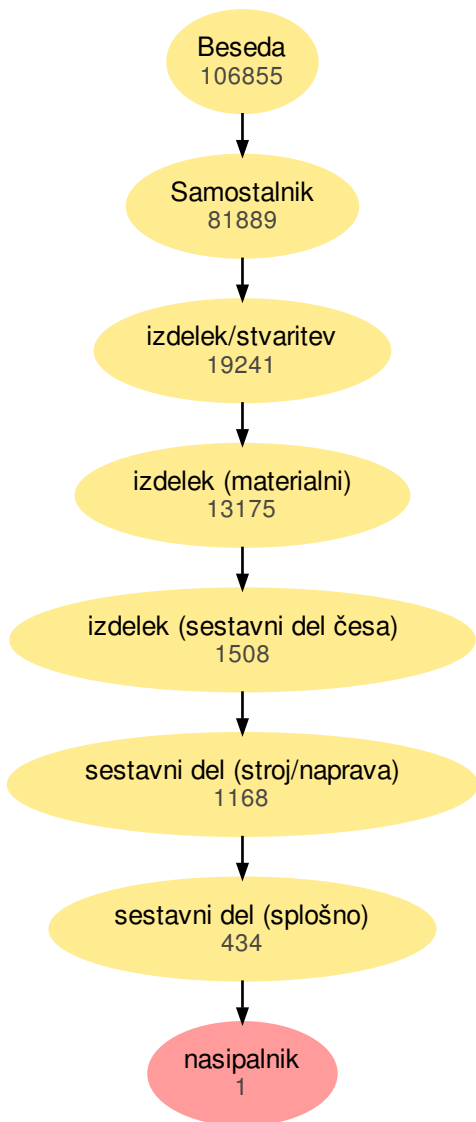 Beseda
106855
Samostalnik
81889
izdelek/stvaritev
19241
izdelek (materialni)
13175
izdelek (sestavni del česa)
1508
sestavni del (stroj/naprava)
1168
sestavni del (splošno)
434
nasipalnik
1